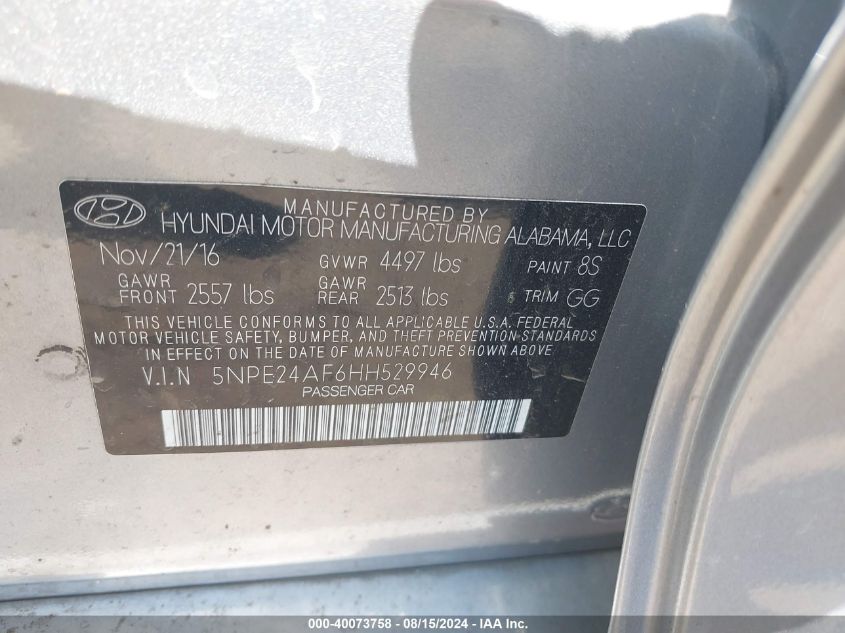 MANUFACTURED BY
HYUNDAI MOTOR MANUFACTURING ALABAMA, LLC
Nov/21/16 GVWR 4497 lbs PAINT 8S
GAWR FRONT 2557 lbs GAWR REAR 2513 lbs TRIM GG
THIS VEHICLE CONFORMS TO ALL APPLICABLE U.S.A. FEDERAL
MOTOR VEHICLE SAFETY, BUMPER, AND THEFT PREVENTION STANDARDS
IN EFFECT ON THE DATE OF MANUFACTURE SHOWN ABOVE
V.I.N 5NPE24AF6HH529946
PASSENGER CAR
000-40073758 - 08/15/2024 - IAA Inc.